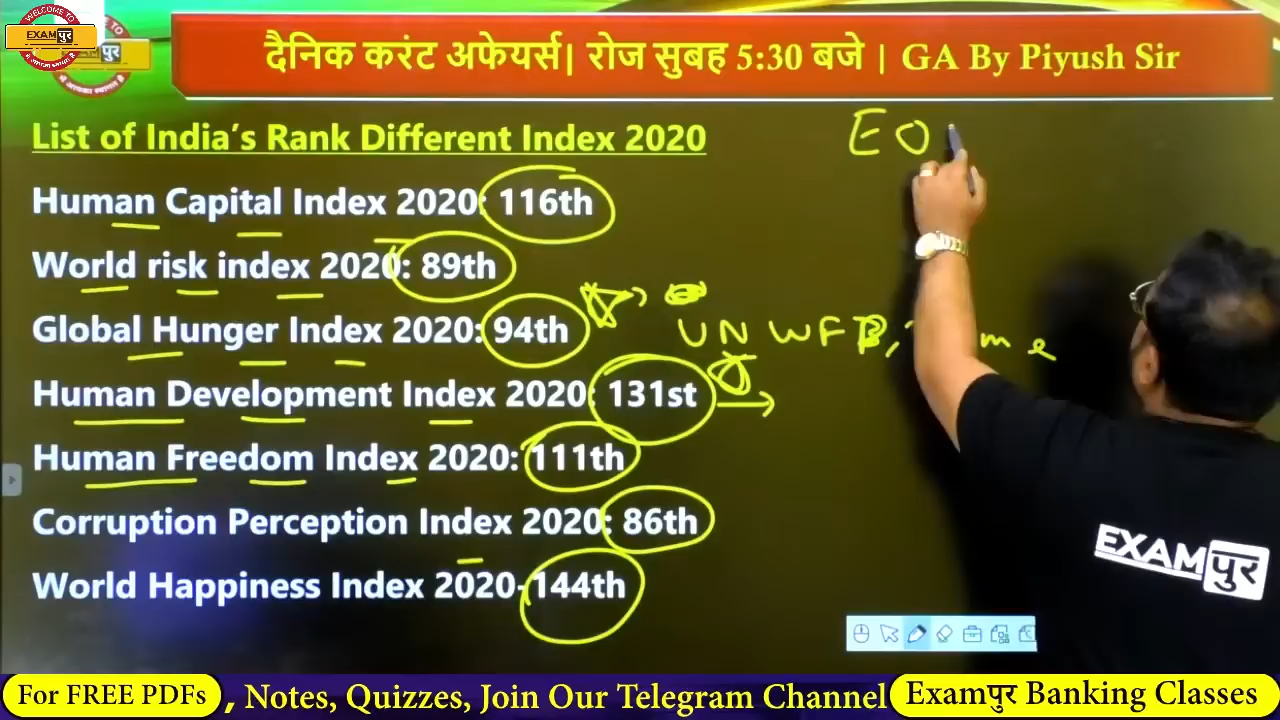 WELCOME TO
EXAMपुर
दैनिक करंट अफेयर्स| रोज सुबह 5:30 बजे | GA By Piyush Sir
List of India's Rank Different Index 2020
E O
Human Capital Index 2020: 116th
World risk index 2020: 89th
Global Hunger Index 2020: 94th
UN WFP,
Human Development Index 2020: 131st
Human Freedom Index 2020: 111th
Corruption Perception Index 2020: 86th
World Happiness Index 2020-144th
EXAMपुर
For FREE PDFs , Notes, Quizzes, Join Our Telegram Channel Examपुर Banking Classes